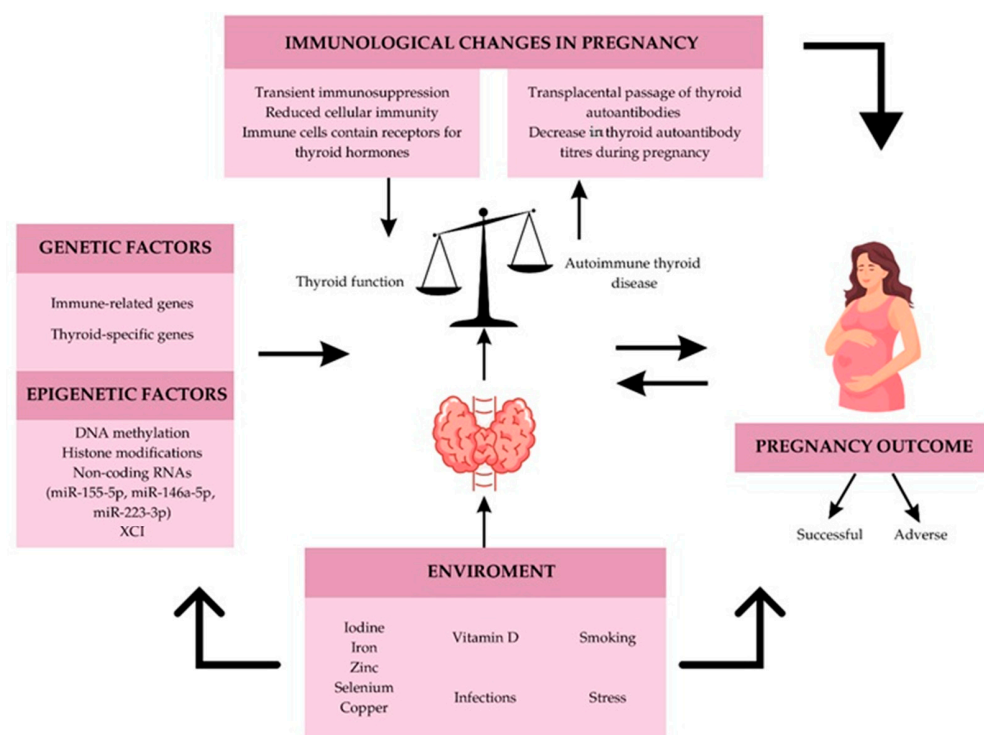 IMMUNOLOGICAL CHANGES IN PREGNANCY
Transient immunosuppression
Reduced cellular immunity
Immune cells contain receptors for
thyroid hormones
Transplacental passage of thyroid
autoantibodies
Decrease in thyroid autoantibody
titres during pregnancy
GENETIC FACTORS
Immune-related genes
Thyroid-specific genes
EPIGENETIC FACTORS
DNA methylation
Histone modifications
Non-coding RNAs
(miR-155-5p, miR-146a-5p,
miR-223-3p)
XCI
Thyroid function
Autoimmune thyroid
disease
PREGNANCY OUTCOME
Successful
Adverse
ENVIROMENT
Iodine
Iron
Zinc
Selenium
Copper
Vitamin D
Infections
Smoking
Stress